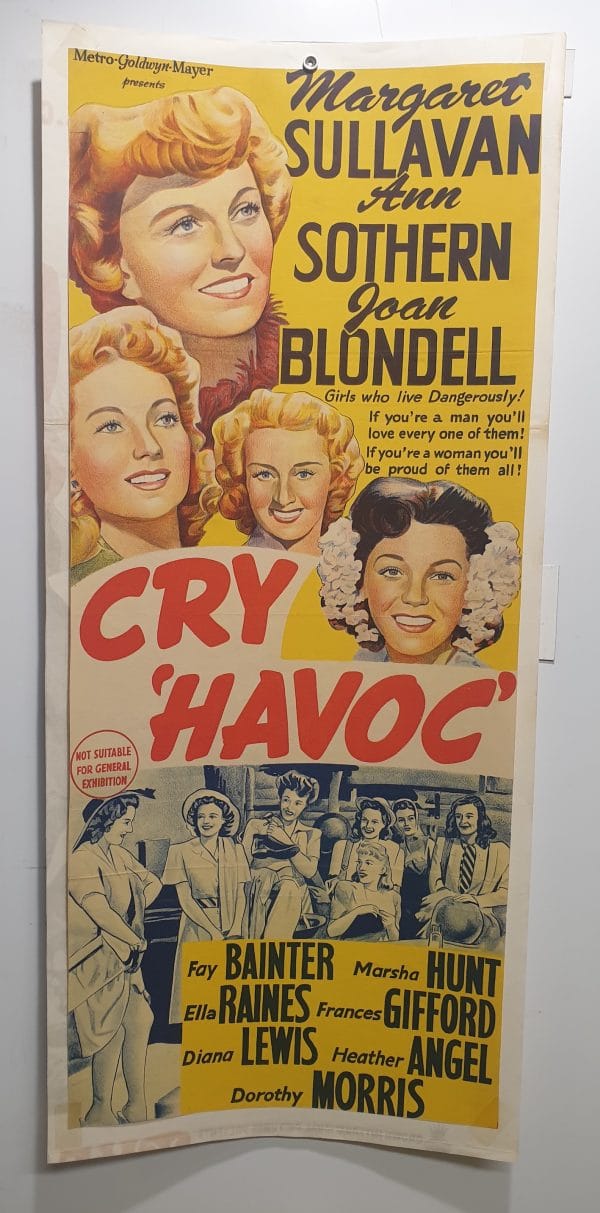 Metro-Goldwyn-Mayer
presents
Margaret
SULLAVAN
Ann
SOTHERN
Joan
BLONDELL
Girls who live Dangerously!
If you're a man you'll
love every one of them!
If you're a woman you'll
be proud of them all!
CRY
'HAVOC'
NOT SUITABLE
FOR GENERAL
EXHIBITION
Fay BAINTER Marsha HUNT
Ella RAINES Frances GIFFORD
Diana LEWIS Heather ANGEL
Dorothy MORRIS